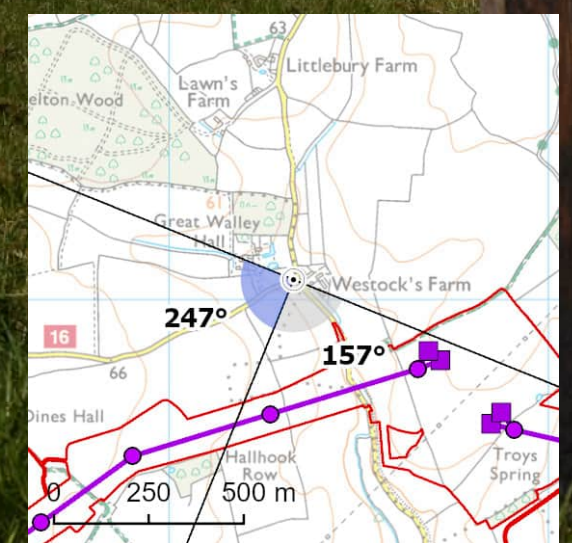 63
Littlebury Farm
Lawn's
Farm
elton Wood
61
Great Walley
Hall
Westock's Farm
247°
16
157°
66
Dines Hall
Hallhook
Row
Troys
Spring
0 250 500 m